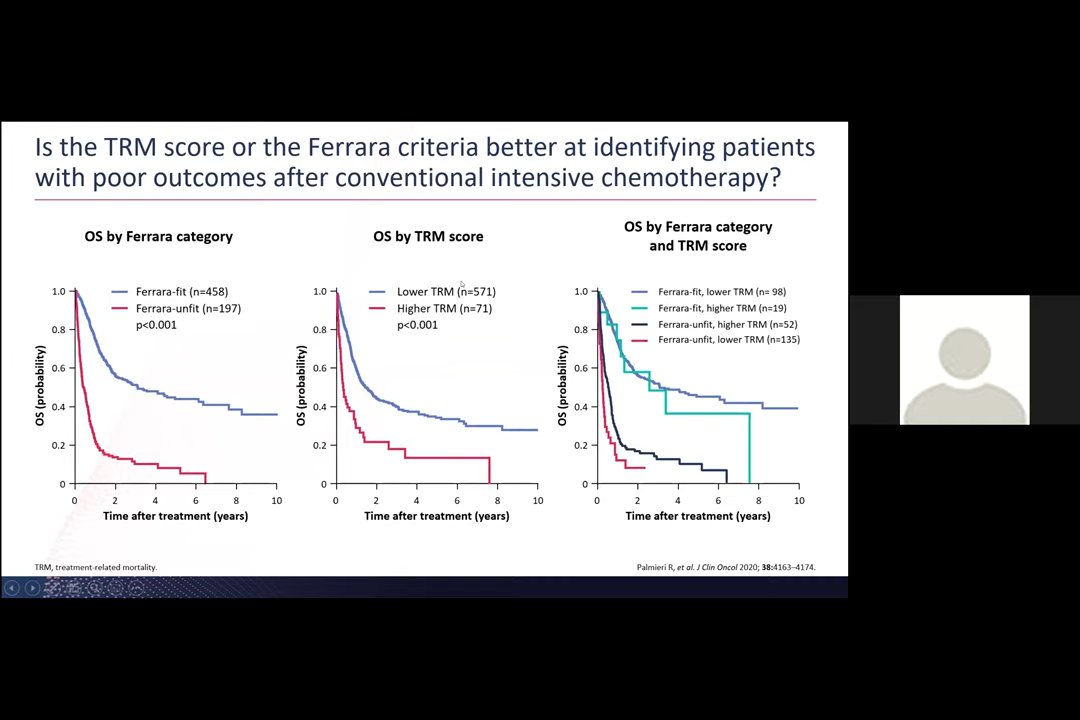 Is the TRM score or the Ferrara criteria better at identifying patients
with poor outcomes after conventional intensive chemotherapy?
OS by Ferrara category
1.0
0.8
0.6
0.4
0.2
0
OS (probability)
Ferrara-fit (n=458)
Ferrara-unfit (n=197)
p<0.001
0 2 4 6 8 10
Time after treatment (years)
OS by TRM score
1.0
0.8
0.6
0.4
0.2
0
OS (probability)
Lower TRM (n=571)
Higher TRM (n=71)
p<0.001
0 2 4 6 8 10
Time after treatment (years)
OS by Ferrara category
and TRM score
1.0
0.8
0.6
0.4
0.2
0
OS (probability)
Ferrara-fit, lower TRM (n= 98)
Ferrara-fit, higher TRM (n=19)
Ferrara-unfit, higher TRM (n=52)
Ferrara-unfit, lower TRM (n=135)
0 2 4 6 8 10
Time after treatment (years)
TRM, treatment-related mortality.
Palmieri R, et al. J Clin Oncol 2020; 38:4163–4174.